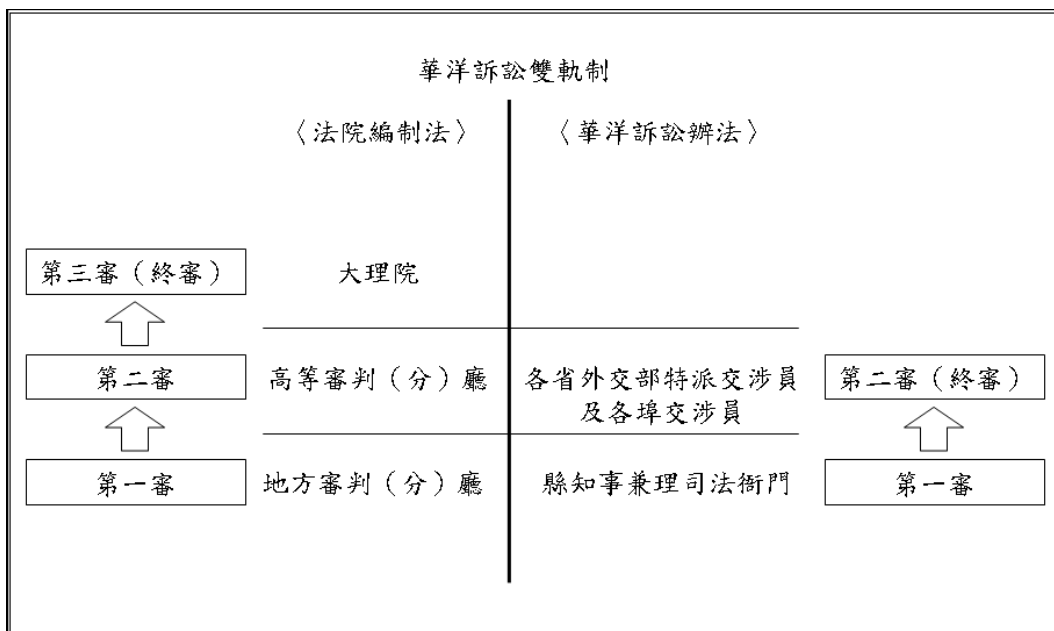 華洋訴訟雙軌制
〈法院編制法〉
〈華洋訴訟辦法〉
第三審（終審）
大理院
第二審
高等審判（分）廳
各省外交部特派交涉員
及各埠交涉員
第二審（終審）
第一審
地方審判（分）廳
縣知事兼理司法衙門
第一審